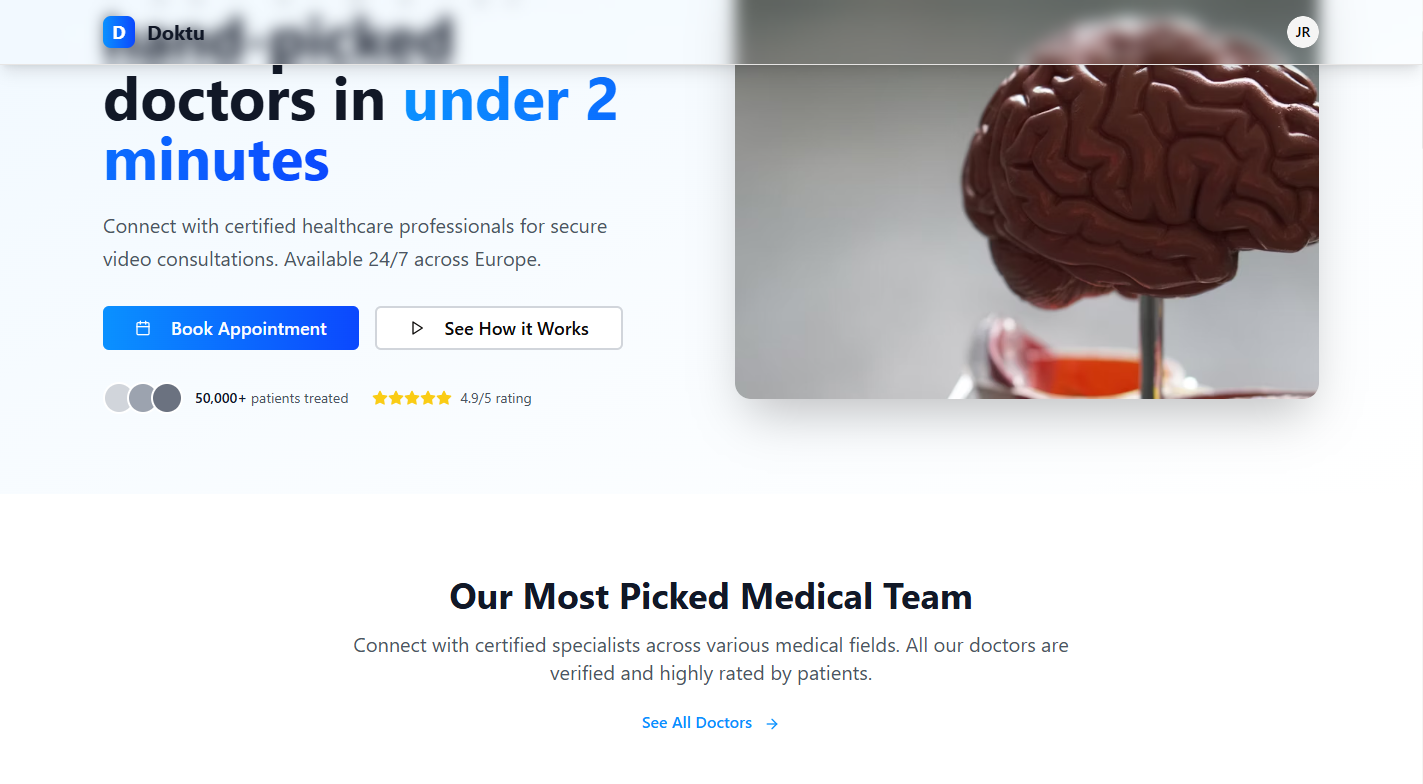 D Doktu
JR
hand-picked
doctors in under 2
minutes
Connect with certified healthcare professionals for secure
video consultations. Available 24/7 across Europe.
Book Appointment
See How it Works
50,000+ patients treated
4.9/5 rating
Our Most Picked Medical Team
Connect with certified specialists across various medical fields. All our doctors are
verified and highly rated by patients.
See All Doctors